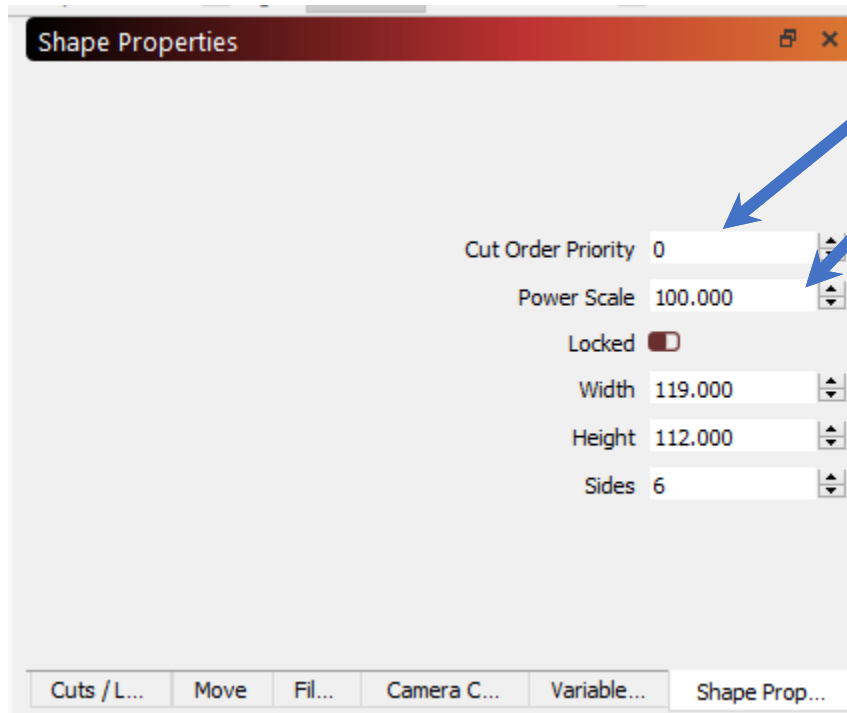 Shape Properties
Cut Order Priority 0
Power Scale 100.000
Locked
Width 119.000
Height 112.000
Sides 6
Cuts / L... Move Fil... Camera C... Variable... Shape Prop...